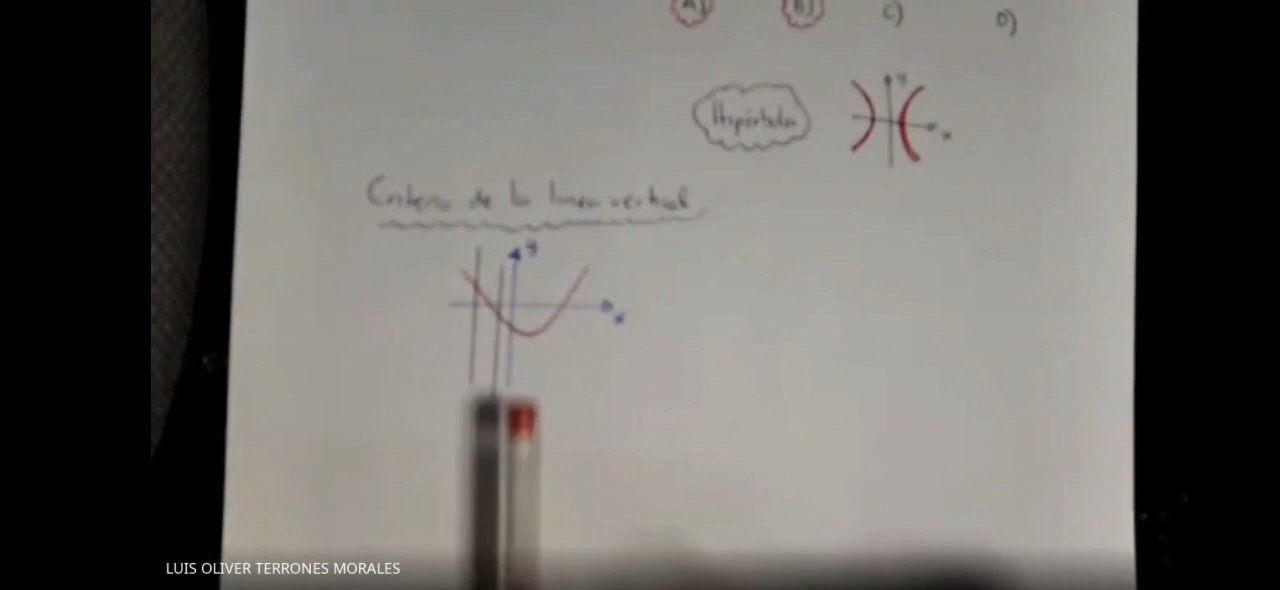 A) B) C) D)
Hipérbola
y
x
Criterio de la línea vertical
y
x
LUIS OLIVER TERRONES MORALES